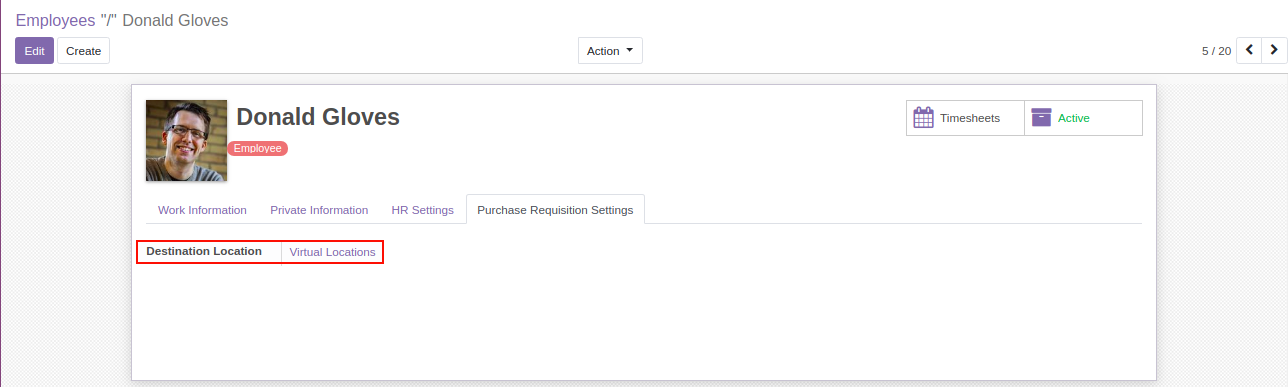 Employees "/" Donald Gloves
Edit Create Action 5 / 20
Donald Gloves
Employee
Timesheets Active
Work Information Private Information HR Settings Purchase Requisition Settings
Destination Location Virtual Locations